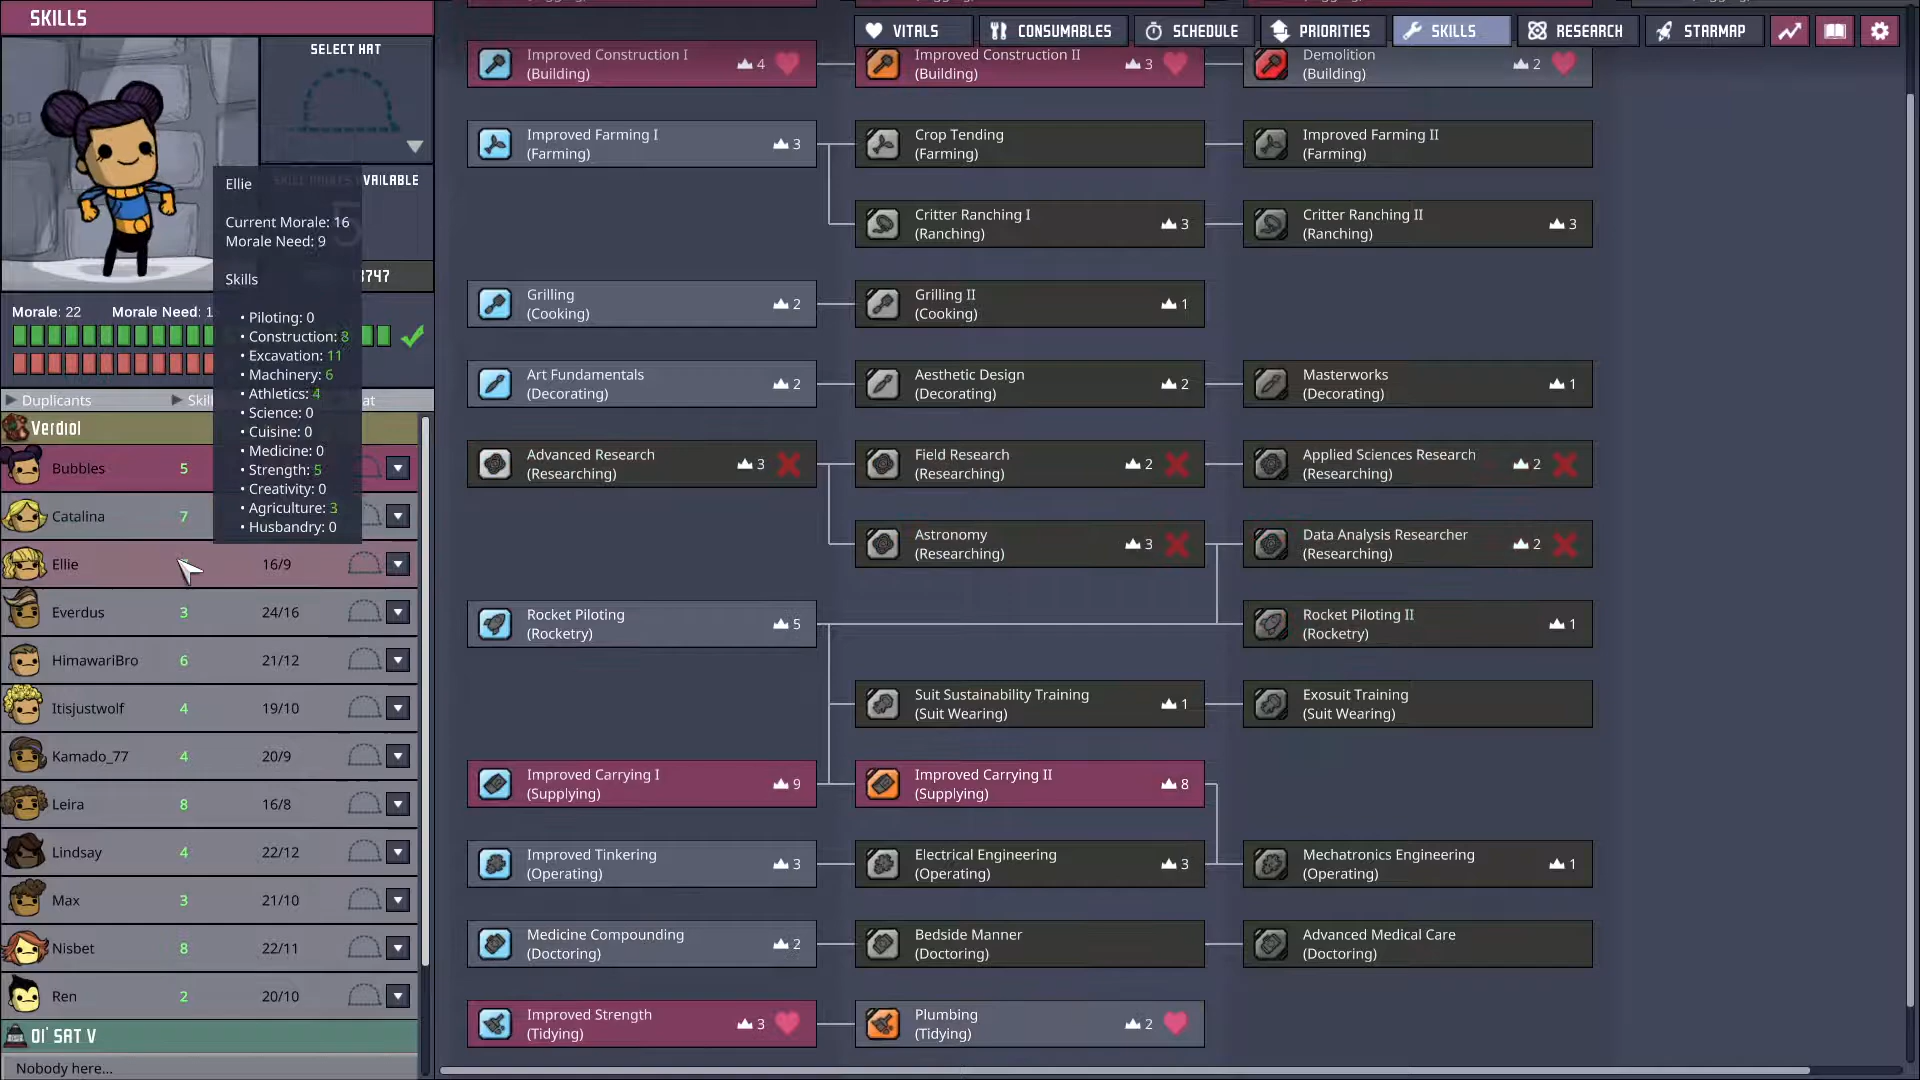 SKILLS
VITALS
CONSUMABLES
SCHEDULE
PRIORITIES
SKILLS
RESEARCH
STARMAP
SELECT HAT
VAILABLE
5
3747
Morale: 22
Morale Need: 1
Duplicants
Skill
at
Verdiol
Bubbles 5
Catalina 7
Ellie 16/9
Everdus 3 24/16
HimawariBro 6 21/12
Itisjustwolf 4 19/10
Kamado_77 4 20/9
Leira 8 16/8
Lindsay 4 22/12
Max 3 21/10
Nisbet 8 22/11
Ren 2 20/10
Ol' SAT V
Nobody here...
Ellie
Current Morale: 16
Morale Need: 9
Skills
• Piloting: 0
• Construction: 8
• Excavation: 11
• Machinery: 6
• Athletics: 4
• Science: 0
• Cuisine: 0
• Medicine: 0
• Strength: 5
• Creativity: 0
• Agriculture: 3
• Husbandry: 0
Improved Construction I
(Building)
4
Improved Construction II
(Building)
3
Demolition
(Building)
2
Improved Farming I
(Farming)
3
Crop Tending
(Farming)
Improved Farming II
(Farming)
Critter Ranching I
(Ranching)
3
Critter Ranching II
(Ranching)
3
Grilling
(Cooking)
2
Grilling II
(Cooking)
1
Art Fundamentals
(Decorating)
2
Aesthetic Design
(Decorating)
2
Masterworks
(Decorating)
1
Advanced Research
(Researching)
3
Field Research
(Researching)
2
Applied Sciences Research
(Researching)
2
Astronomy
(Researching)
3
Data Analysis Researcher
(Researching)
2
Rocket Piloting
(Rocketry)
5
Rocket Piloting II
(Rocketry)
1
Suit Sustainability Training
(Suit Wearing)
1
Exosuit Training
(Suit Wearing)
Improved Carrying I
(Supplying)
9
Improved Carrying II
(Supplying)
8
Improved Tinkering
(Operating)
3
Electrical Engineering
(Operating)
3
Mechatronics Engineering
(Operating)
1
Medicine Compounding
(Doctoring)
2
Bedside Manner
(Doctoring)
Advanced Medical Care
(Doctoring)
Improved Strength
(Tidying)
3
Plumbing
(Tidying)
2